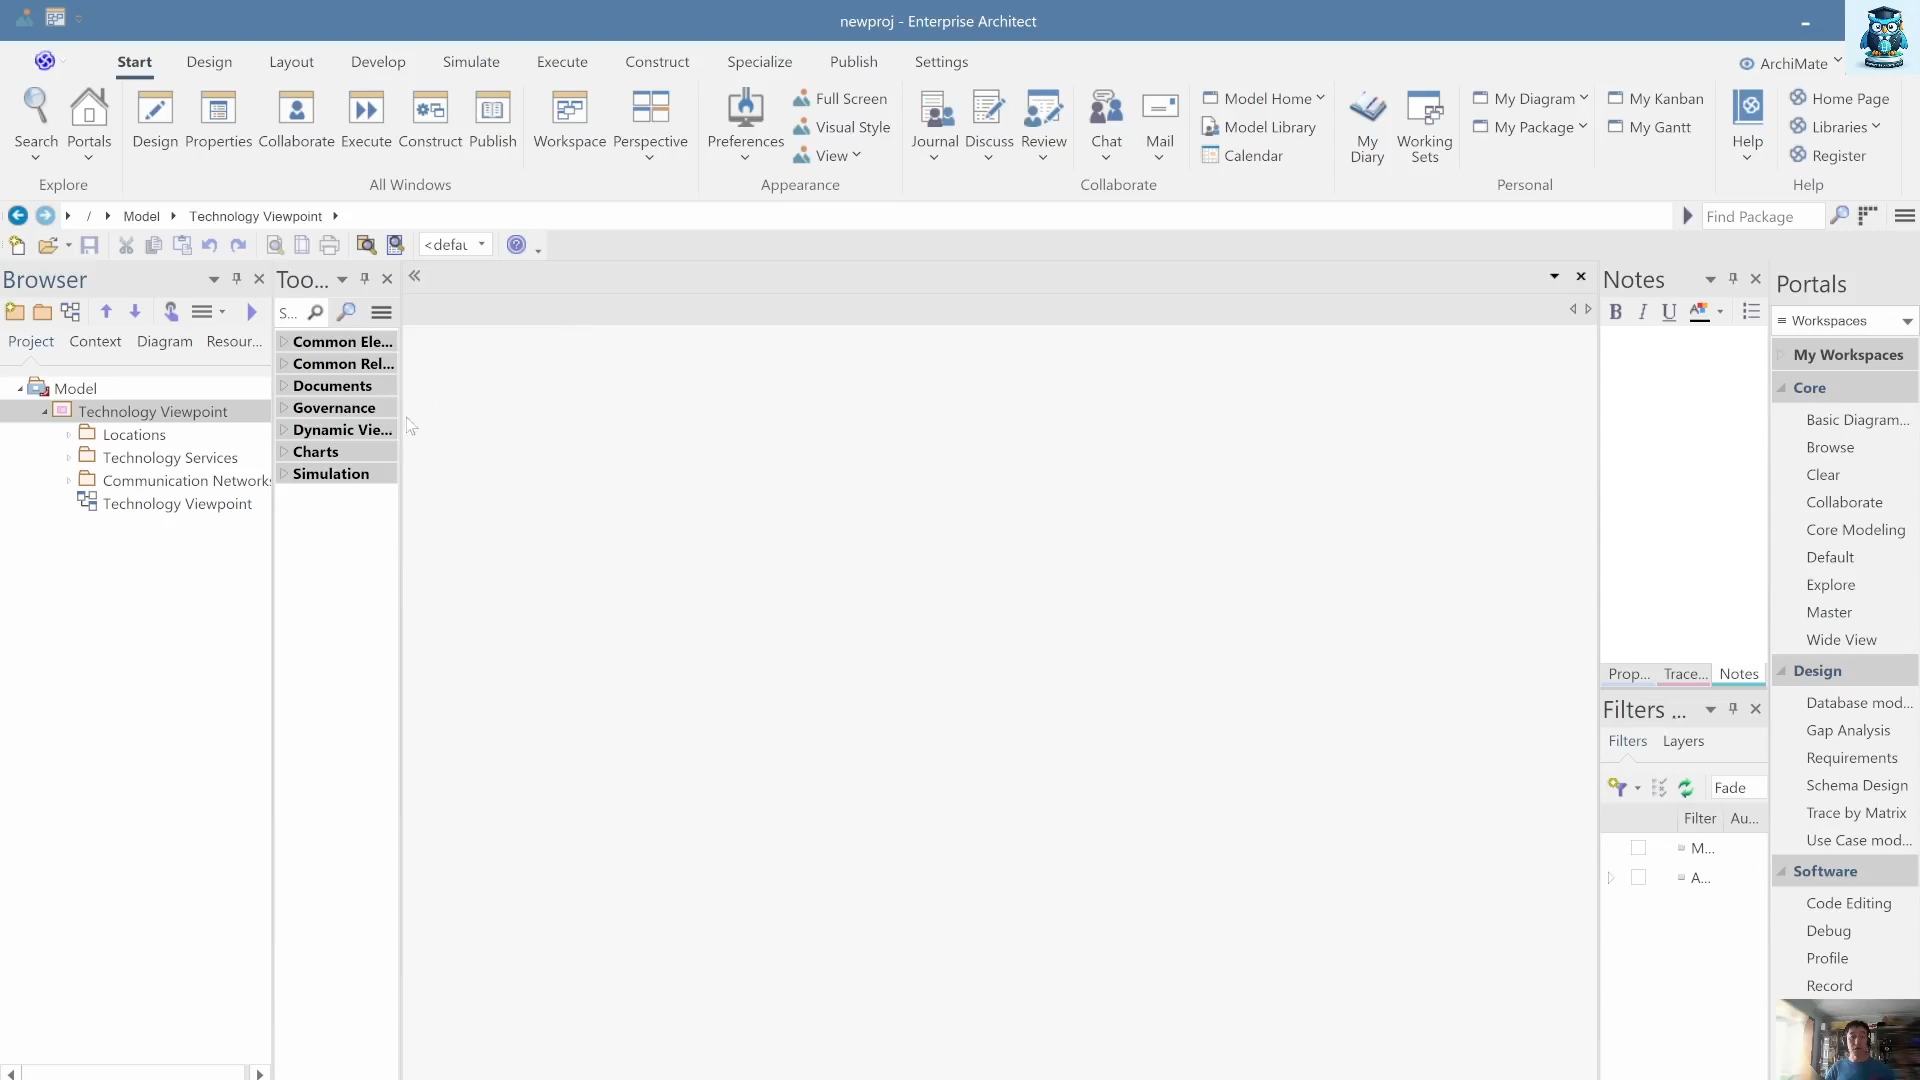 newproj - Enterprise Architect
Start Design Layout Develop Simulate Execute Construct Specialize Publish Settings ArchiMate
Search Portals
Explore
Design Properties Collaborate Execute Construct Publish Workspace Perspective
All Windows
Preferences
Full Screen
Visual Style
View
Appearance
Journal Discuss Review Chat Mail
Model Home
Model Library
Calendar
Collaborate
My Diary
Working Sets
My Diagram
My Package
My Kanban
My Gantt
Personal
Help
Home Page
Libraries
Register
Help
/ Model Technology Viewpoint
Find Package
<defau
Browser
Project Context Diagram Resour...
Model
Technology Viewpoint
Locations
Technology Services
Communication Networks
Technology Viewpoint
Too...
S...
Common Ele...
Common Rel...
Documents
Governance
Dynamic Vie...
Charts
Simulation
Notes
B I U
Prop... Trace... Notes
Filters ...
Filters Layers
Fade
Filter Au...
M...
A...
Portals
Workspaces
My Workspaces
Core
Basic Diagram...
Browse
Clear
Collaborate
Core Modeling
Default
Explore
Master
Wide View
Design
Database mod...
Gap Analysis
Requirements
Schema Design
Trace by Matrix
Use Case mod...
Software
Code Editing
Debug
Profile
Record